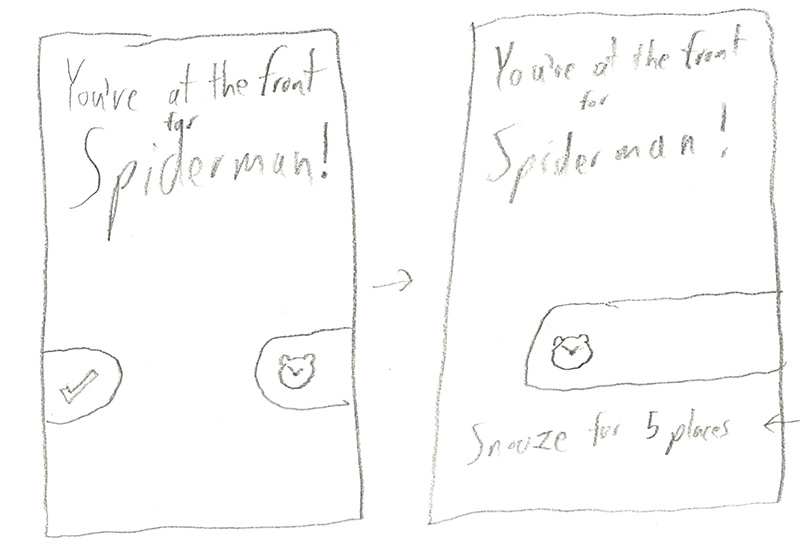 You're at the front
for
Spiderman!
You're at the front
for
Spiderman!
Snooze for 5 places